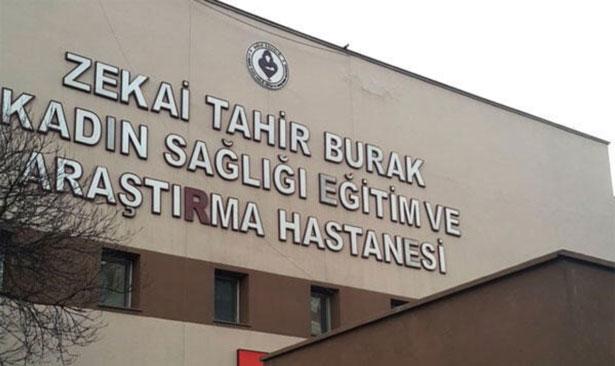 ZEKAİ TAHİR BURAK
KADIN SAĞLIĞI EĞİTİM VE
ARAŞTIRMA HASTANESİ